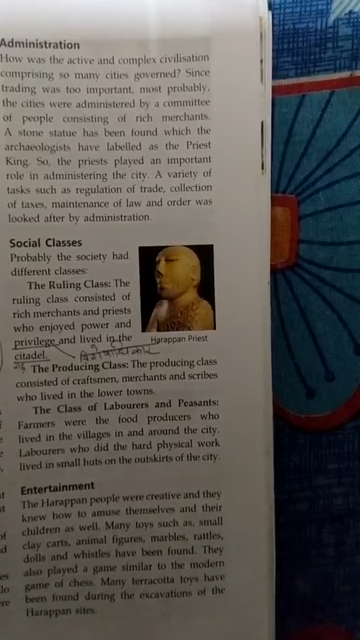 Administration
How was the active and complex civilisation
comprising so many cities governed? Since
trading was too important, most probably,
the cities were administered by a committee
of people consisting of rich merchants.
A stone statue has been found which the
archaeologists have labelled as the Priest
King. So, the priests played an important
role in administering the city. A variety of
tasks such as regulation of trade, collection
of taxes, maintenance of law and order was
looked after by administration.
Social Classes
Probably the society had
different classes:
The Ruling Class: The
ruling class consisted of
rich merchants and priests
who enjoyed power and
privilege and lived in the
citadel.
विशेषाधिकार
Harappan Priest
The Producing Class: The producing class
consisted of craftsmen, merchants and scribes
who lived in the lower towns.
The Class of Labourers and Peasants:
Farmers were the food producers who
lived in the villages in and around the city.
Labourers who did the hard physical work
lived in small huts on the outskirts of the city.
Entertainment
The Harappan people were creative and they
knew how to amuse themselves and their
children as well. Many toys such as, small
clay carts, animal figures, marbles, rattles,
dolls and whistles have been found. They
also played a game similar to the modern
game of chess. Many terracotta toys have
been found during the excavations of the
Harappan sites.